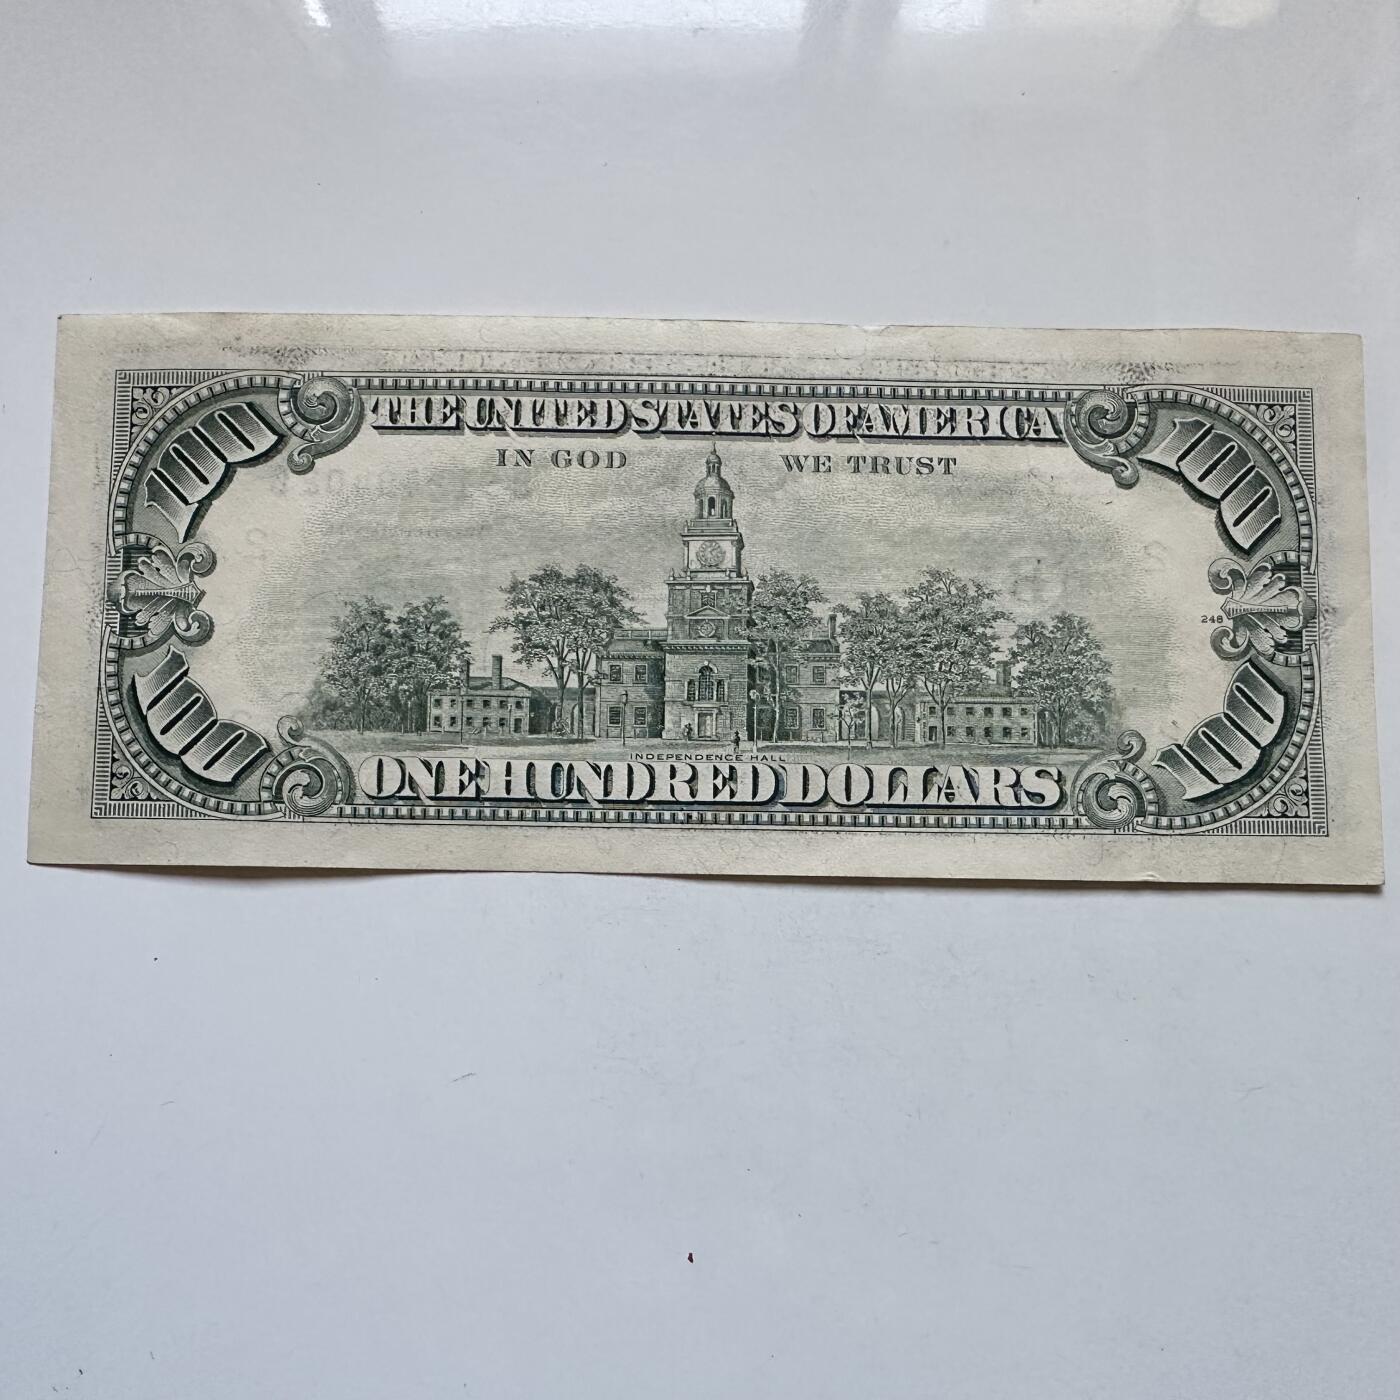 100 THE UNITED STATES OF AMERICA 100
IN GOD WE TRUST
248
INDEPENDENCE HALL
100 ONE HUNDRED DOLLARS 100